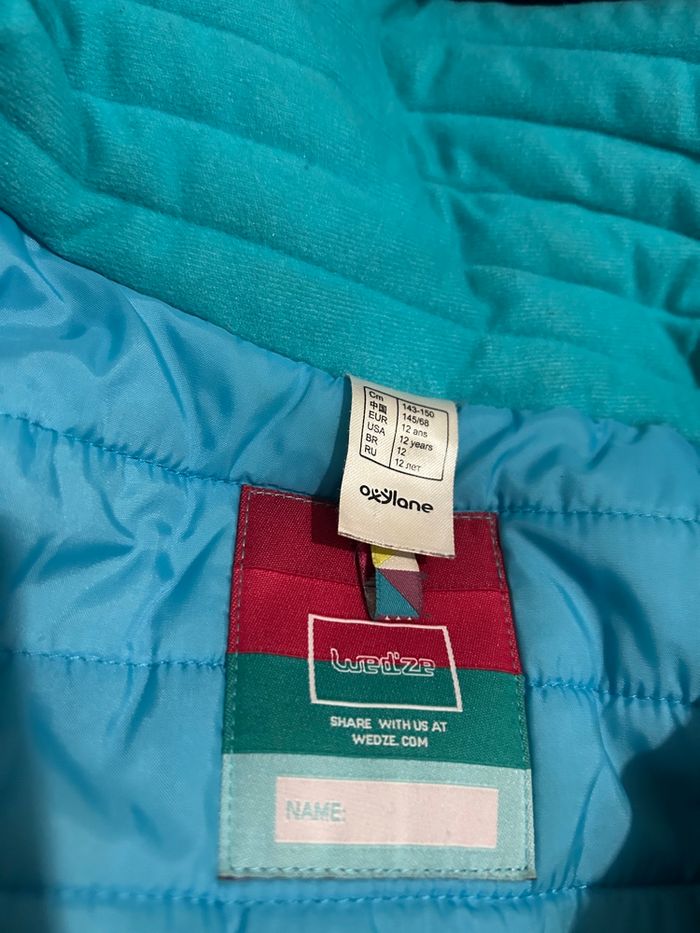 Cm 143-150
中国 145/68
EUR 12 ans
USA 12 years
BR 12
RU 12 лет
oxylane
wed'ze
SHARE WITH US AT
WEDZE.COM
NAME: